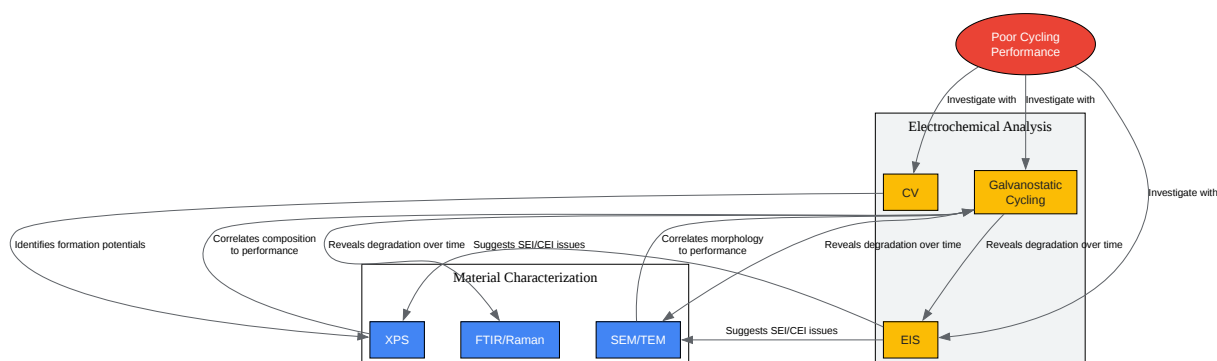 Poor Cycling
Performance
Investigate with
Investigate with
Electrochemical Analysis
CV
Galvanostatic
Cycling
Investigate with
Identifies formation potentials
Correlates composition
to performance
Reveals degradation over time
Suggests SEI/CEI issues
Correlates morphology
to performance
Reveals degradation over time
Reveals degradation over time
Material Characterization
XPS
FTIR/Raman
SEM/TEM
Suggests SEI/CEI issues
EIS